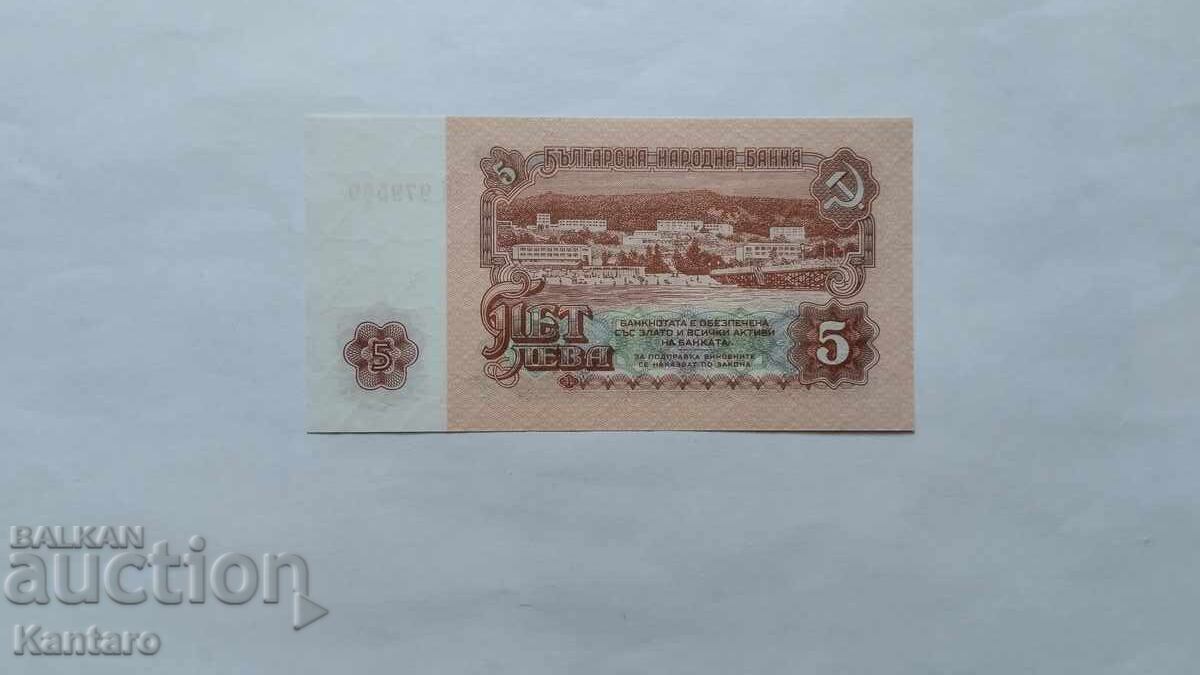 5 БЪЛГАРСКА НАРОДНА БАНКА
ПЕТ
ЛЕВА
БАНКНОТАТА Е ОБЕЗПЕЧЕНА
СЪС ЗЛАТО И ВСИЧКИ АКТИВИ
НА БАНКАТА
ЗА ПОДПРАВКА ВИНОВНИТЕ
СЕ НАКАЗВАТ ПО ЗАКОНА
5
5
BALKAN
auction
Kantaro